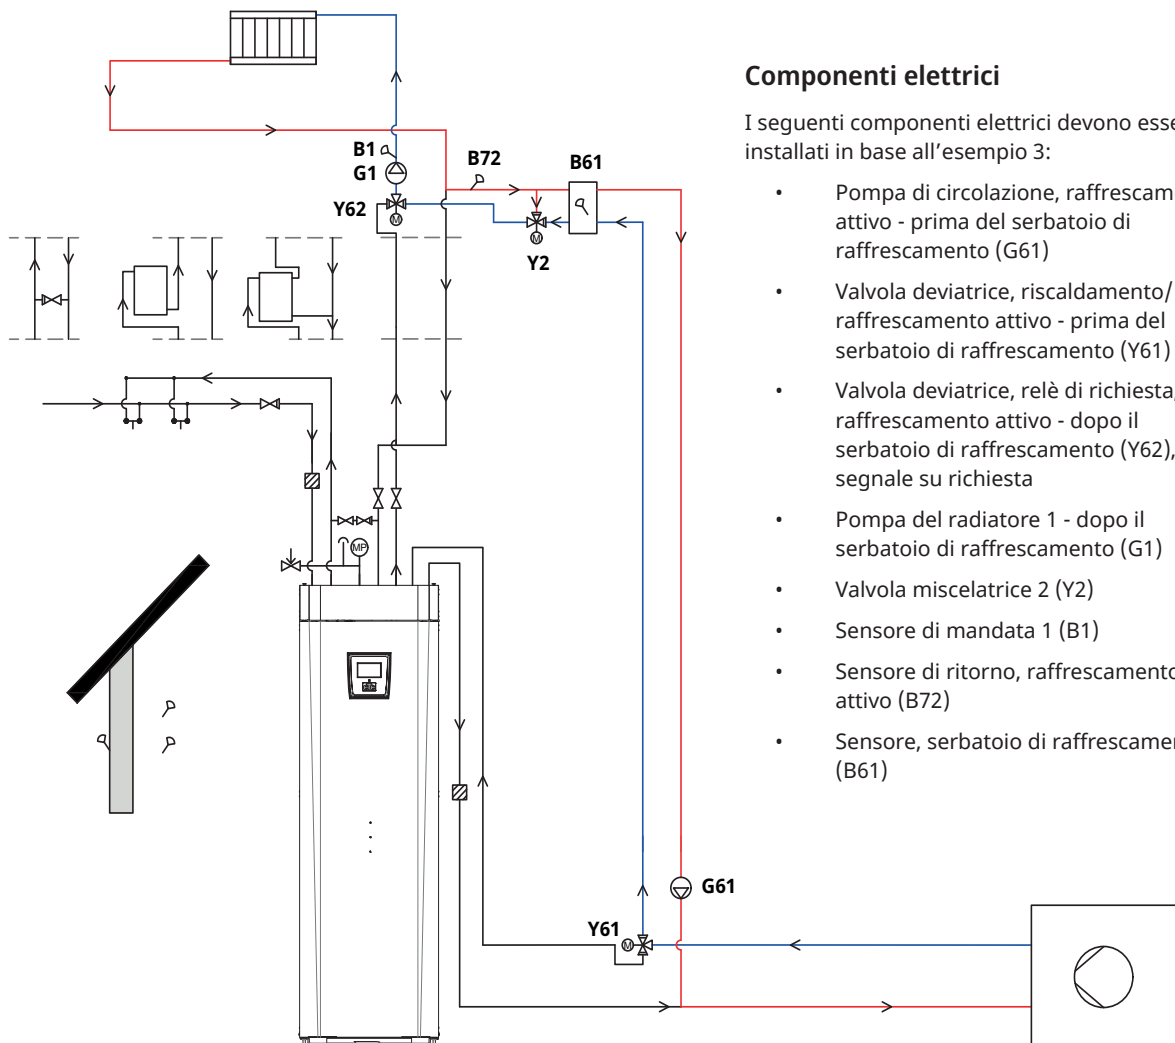 Componenti elettrici
I seguenti componenti elettrici devono
installati in base all'esempio 3:
• Pompa di circolazione,
attivo - prima del serbatoio di
raffrescamento (G61)
• Valvola deviatrice, riscaldamento/
raffrescamento attivo - prima del
serbatoio di raffrescamento (Y61)
• Valvola deviatrice, relè di richiesta,
raffrescamento attivo - dopo il
serbatoio di raffrescamento (Y62),
segnale su richiesta
• Pompa del radiatore 1 - dopo il
serbatoio di raffrescamento (G1)
• Valvola miscelatrice 2 (Y2)
• Sensore di mandata 1 (B1)
• Sensore di ritorno, raffrescamento
attivo (B72)
• Sensore, serbatoio di
(B61)
B1
G1
B72
B61
Y62
M
M
Y2
MP
G61
Y61
M